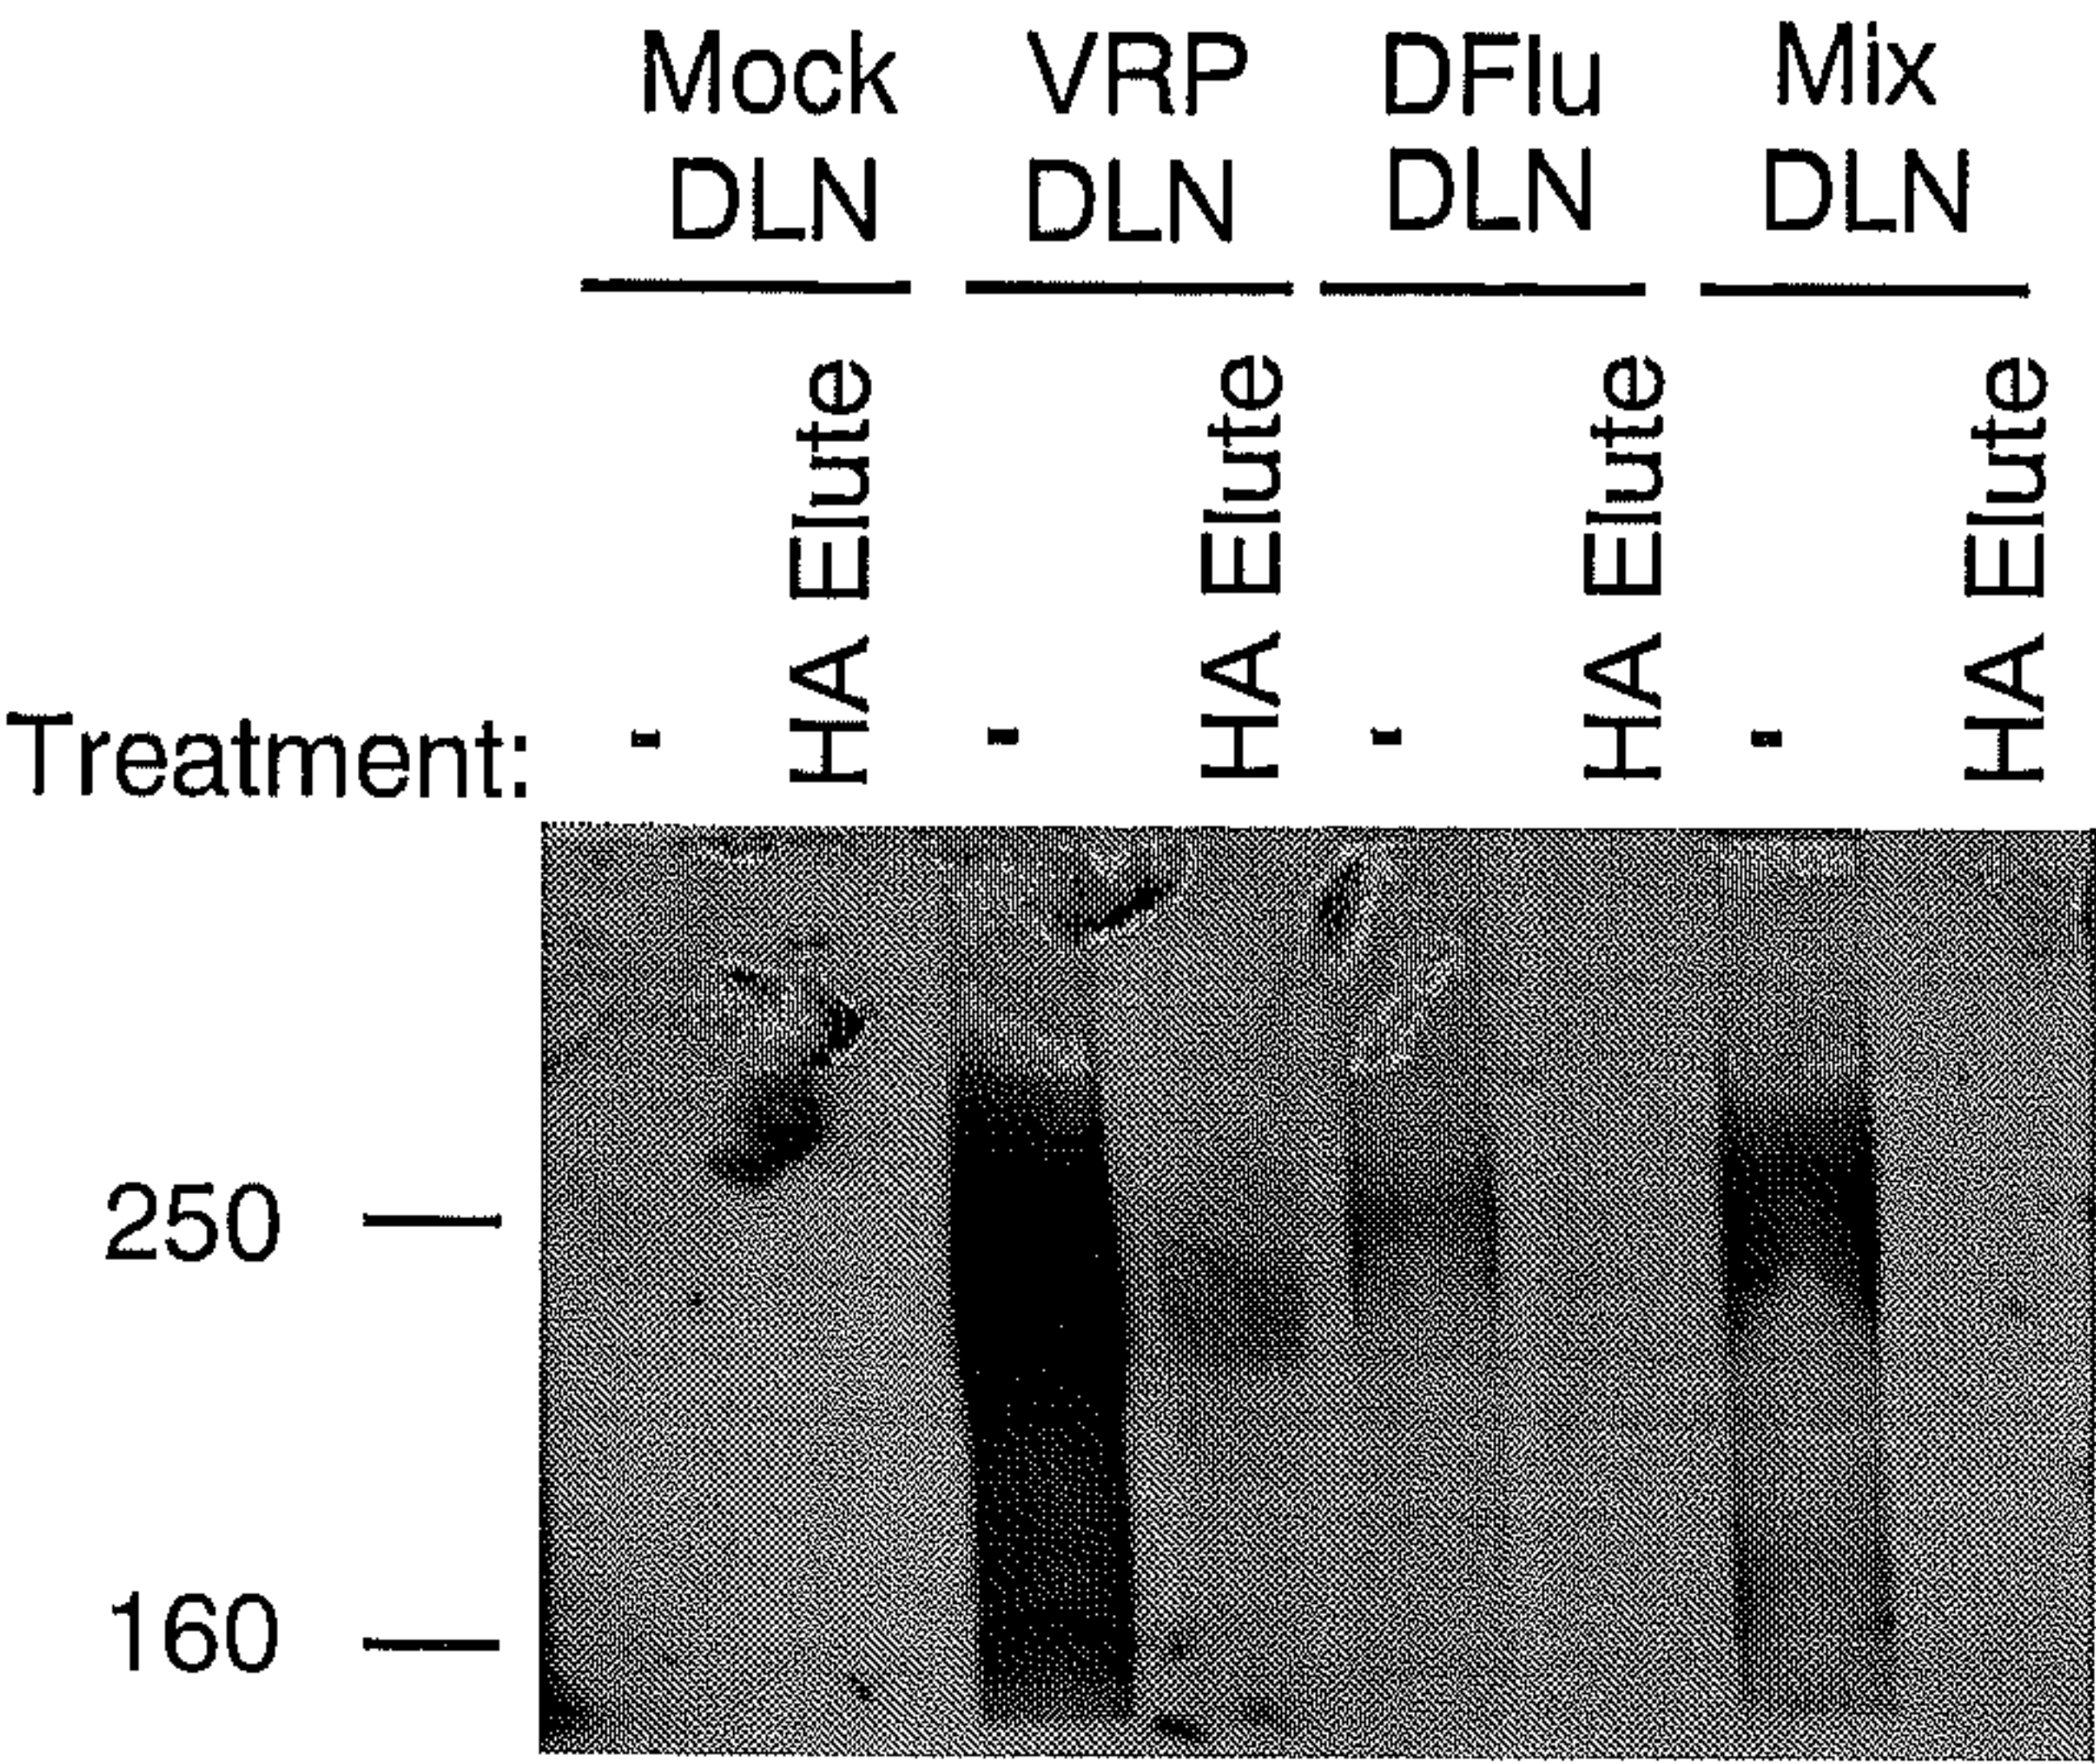 Mock VRP DFlu Mix
DLN DLN DLN DLN
Treatment: - HA Elute - HA Elute - HA Elute - HA Elute
250
160